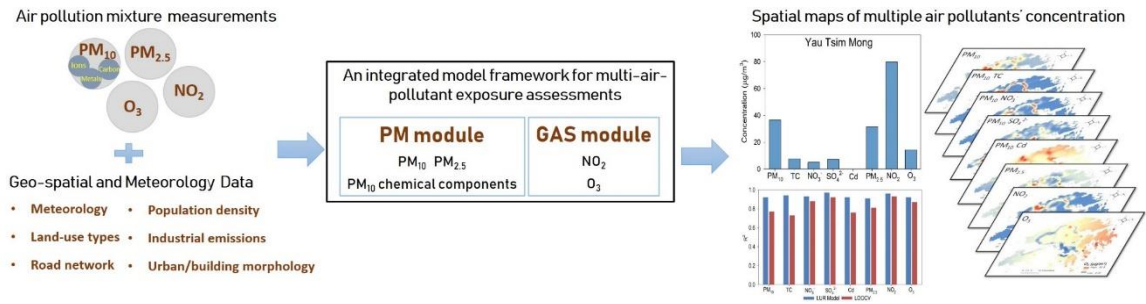 Air pollution mixture measurements
PM10
Ions
Carbon
Metals
PM2.5
O3
NO2
Geo-spatial and Meteorology Data
• Meteorology
• Land-use types
• Road network
• Population density
• Industrial emissions
• Urban/building morphology
An integrated model framework for multi-air-
pollutant exposure assessments
PM module
PM10 PM2.5
PM10 chemical components
GAS module
NO2
O3
Spatial maps of multiple air pollutants' concentration
Yau Tsim Mong
Concentration (μg/m³)
100
80
60
40
20
0
PM10 TC NO3⁻ SO4²⁻ Cd PM2.5 NO2 O3
R²
1.0
0.8
0.6
0.4
0.2
0.0
PM10 TC NO3⁻ SO4²⁻ Cd PM2.5 NO2 O3
LUR Model LOOCV
PM10
PM10 TC
PM10 NO3⁻
PM10 SO4²⁻
PM10 Cd
PM2.5
NO2
O3